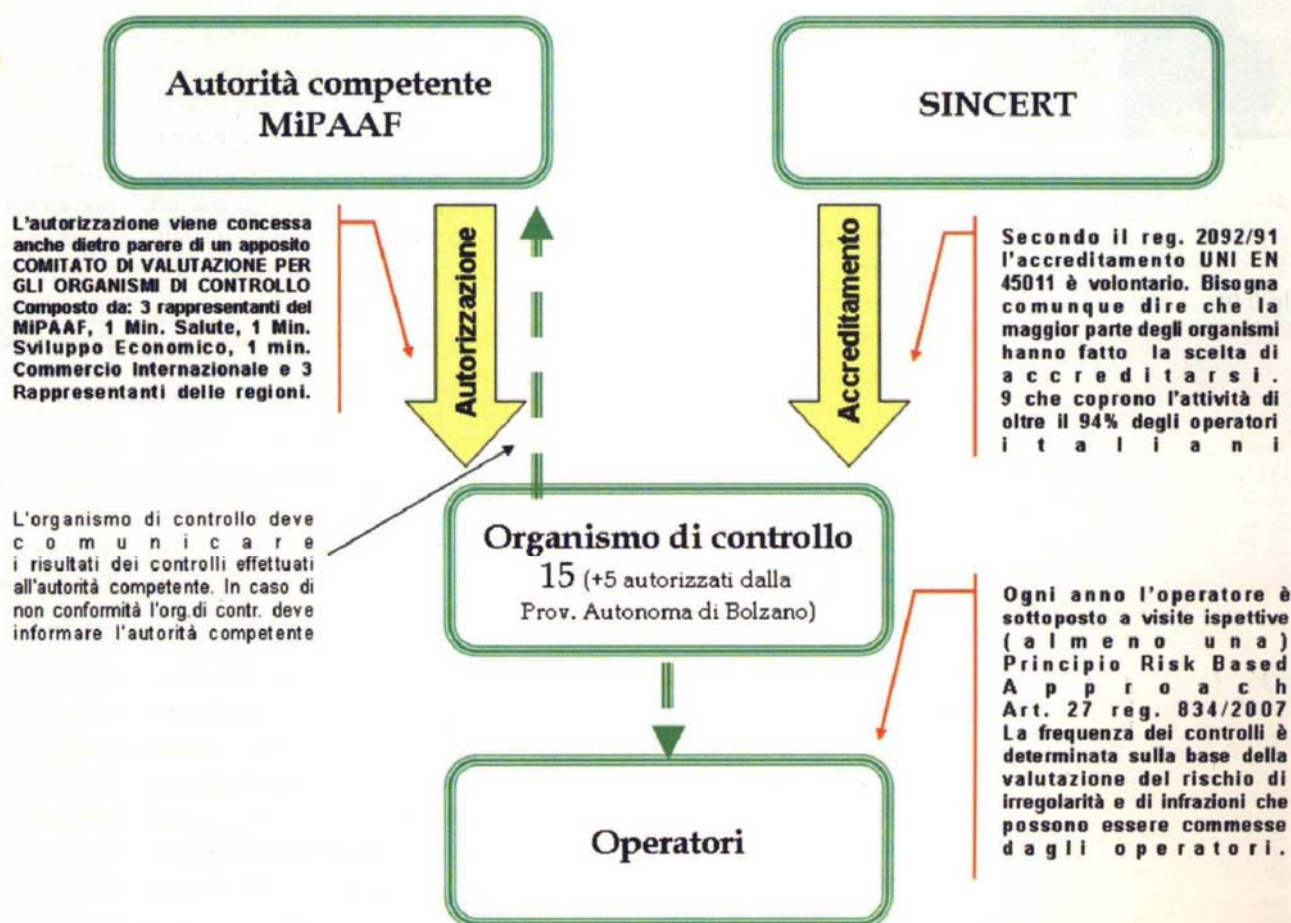 Autorità competente
MiPAAF
SINCERT
L'autorizzazione viene concessa
anche dietro parere di un apposito
COMITATO DI VALUTAZIONE PER
GLI ORGANISMI DI CONTROLLO
Composto da: 3 rappresentanti del
MiPAAF, 1 Min. Salute, 1 Min.
Sviluppo Economico, 1 min.
Commercio Internazionale e 3
Rappresentanti delle regioni.
Autorizzazione
Accreditamento
Secondo il reg. 2092/91
l'accreditamento UNI EN
45011 è volontario. Bisogna
comunque dire che la
maggior parte degli organismi
hanno fatto la scelta di
accreditarsi.
9 che coprono l'attività di
oltre il 94% degli operatori
italiani
L'organismo di controllo deve
comunicare
i risultati dei controlli effettuati
all'autorità competente. In caso di
non conformità l'org.di contr. deve
informare l'autorità competente
Organismo di controllo
15 (+5 autorizzati dalla
Prov. Autonoma di Bolzano)
Ogni anno l'operatore è
sottoposto a visite ispettive
(almeno una)
Principio Risk Based
Approach
Art. 27 reg. 834/2007
La frequenza dei controlli è
determinata sulla base della
valutazione del rischio di
irregolarità e di infrazioni che
possono essere commesse
dagli operatori.
Operatori